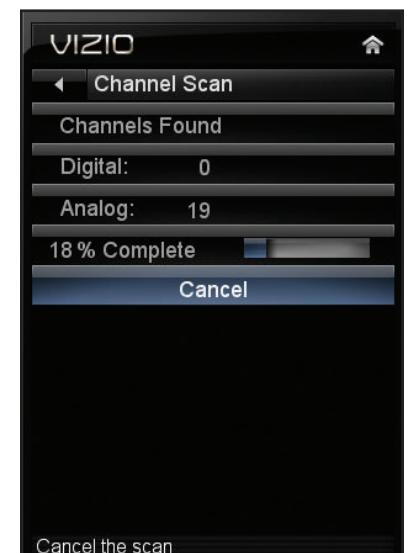 VIZIO
Channel Scan
Channels Found
Digital: 0
Analog: 19
18 % Complete
Cancel
Cancel the scan